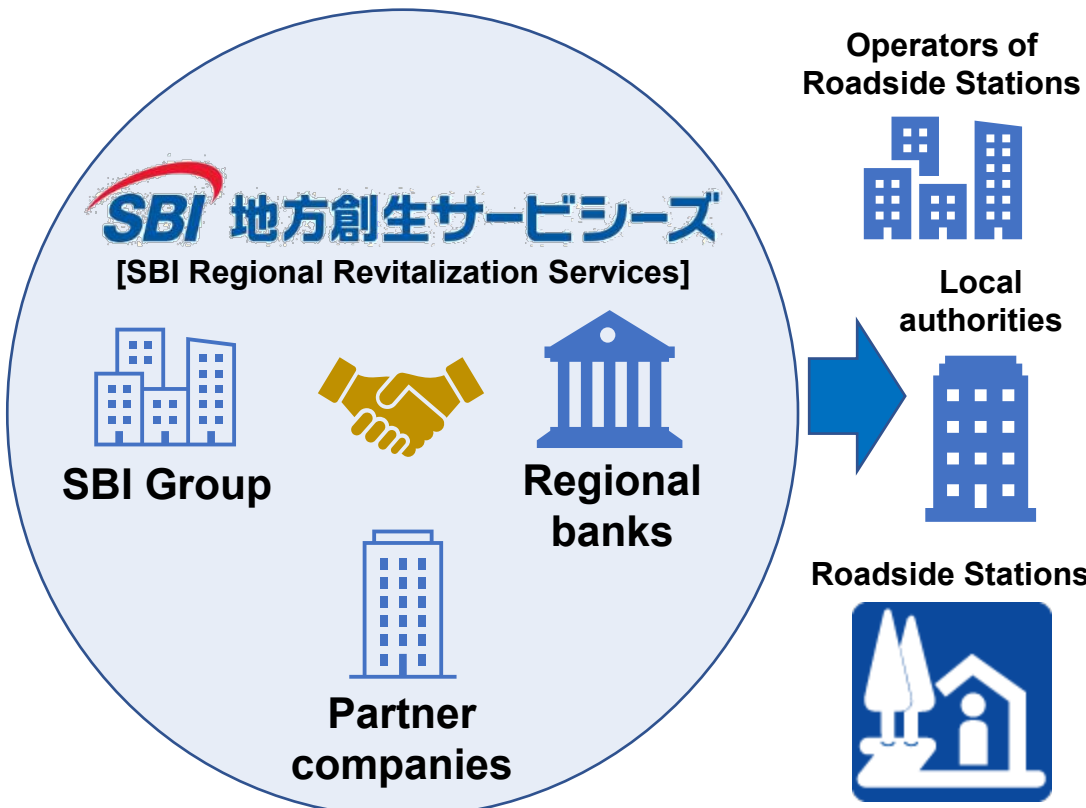 SBI 地方創生サービシーズ
[SBI Regional Revitalization Services]
SBI Group
Regional
banks
Partner
companies
Operators of
Roadside Stations
Local
authorities
Roadside Stations